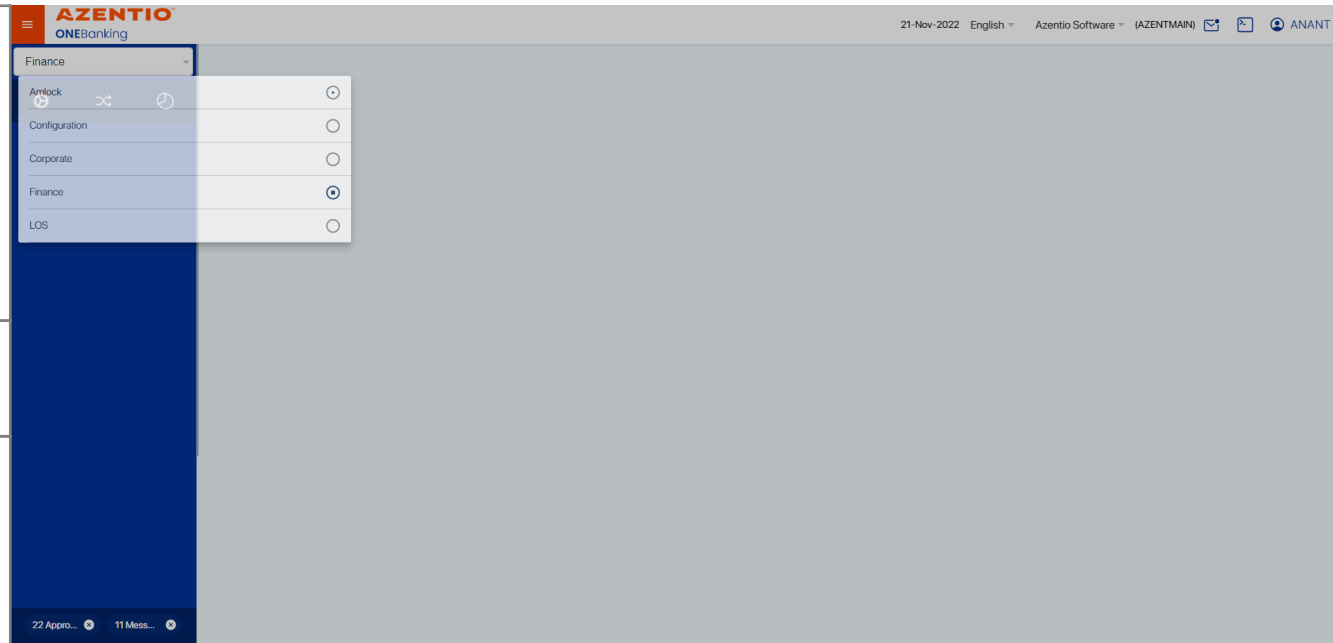 AZENTIO
ONEBanking
21-Nov-2022 English Azentio Software (AZENTMAIN) ANANT
Finance
Amlock
Configuration
Corporate
Finance
LOS
22 Appro... 11 Mess...